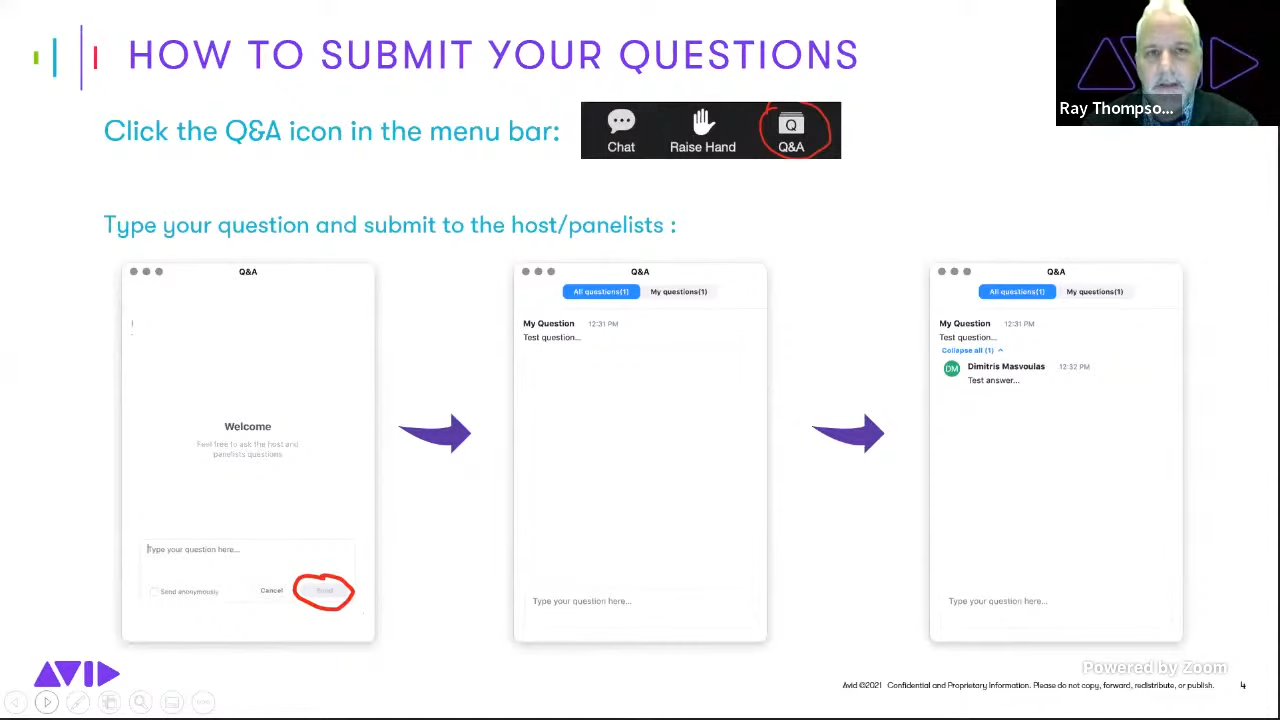 HOW TO SUBMIT YOUR QUESTIONS
Ray Thompso...
Click the Q&A icon in the menu bar:
Chat
Raise Hand
Q
Q&A
Type your question and submit to the host/panelists :
Q&A
Welcome
Feel free to ask the host and
panelists questions
Type your question here...
Send anonymously
Cancel
Send
Q&A
All questions(1)
My questions(1)
My Question 12:31 PM
Test question...
Type your question here...
Q&A
All questions(1)
My questions(1)
My Question 12:31 PM
Test question...
Collapse all (1)
DM
Dimitris Masvoulas 12:32 PM
Test answer...
Type your question here...
AVID
Powered by Zoom
Avid ©2021 Confidential and Proprietary Information. Please do not copy, forward, redistribute, or publish.
4